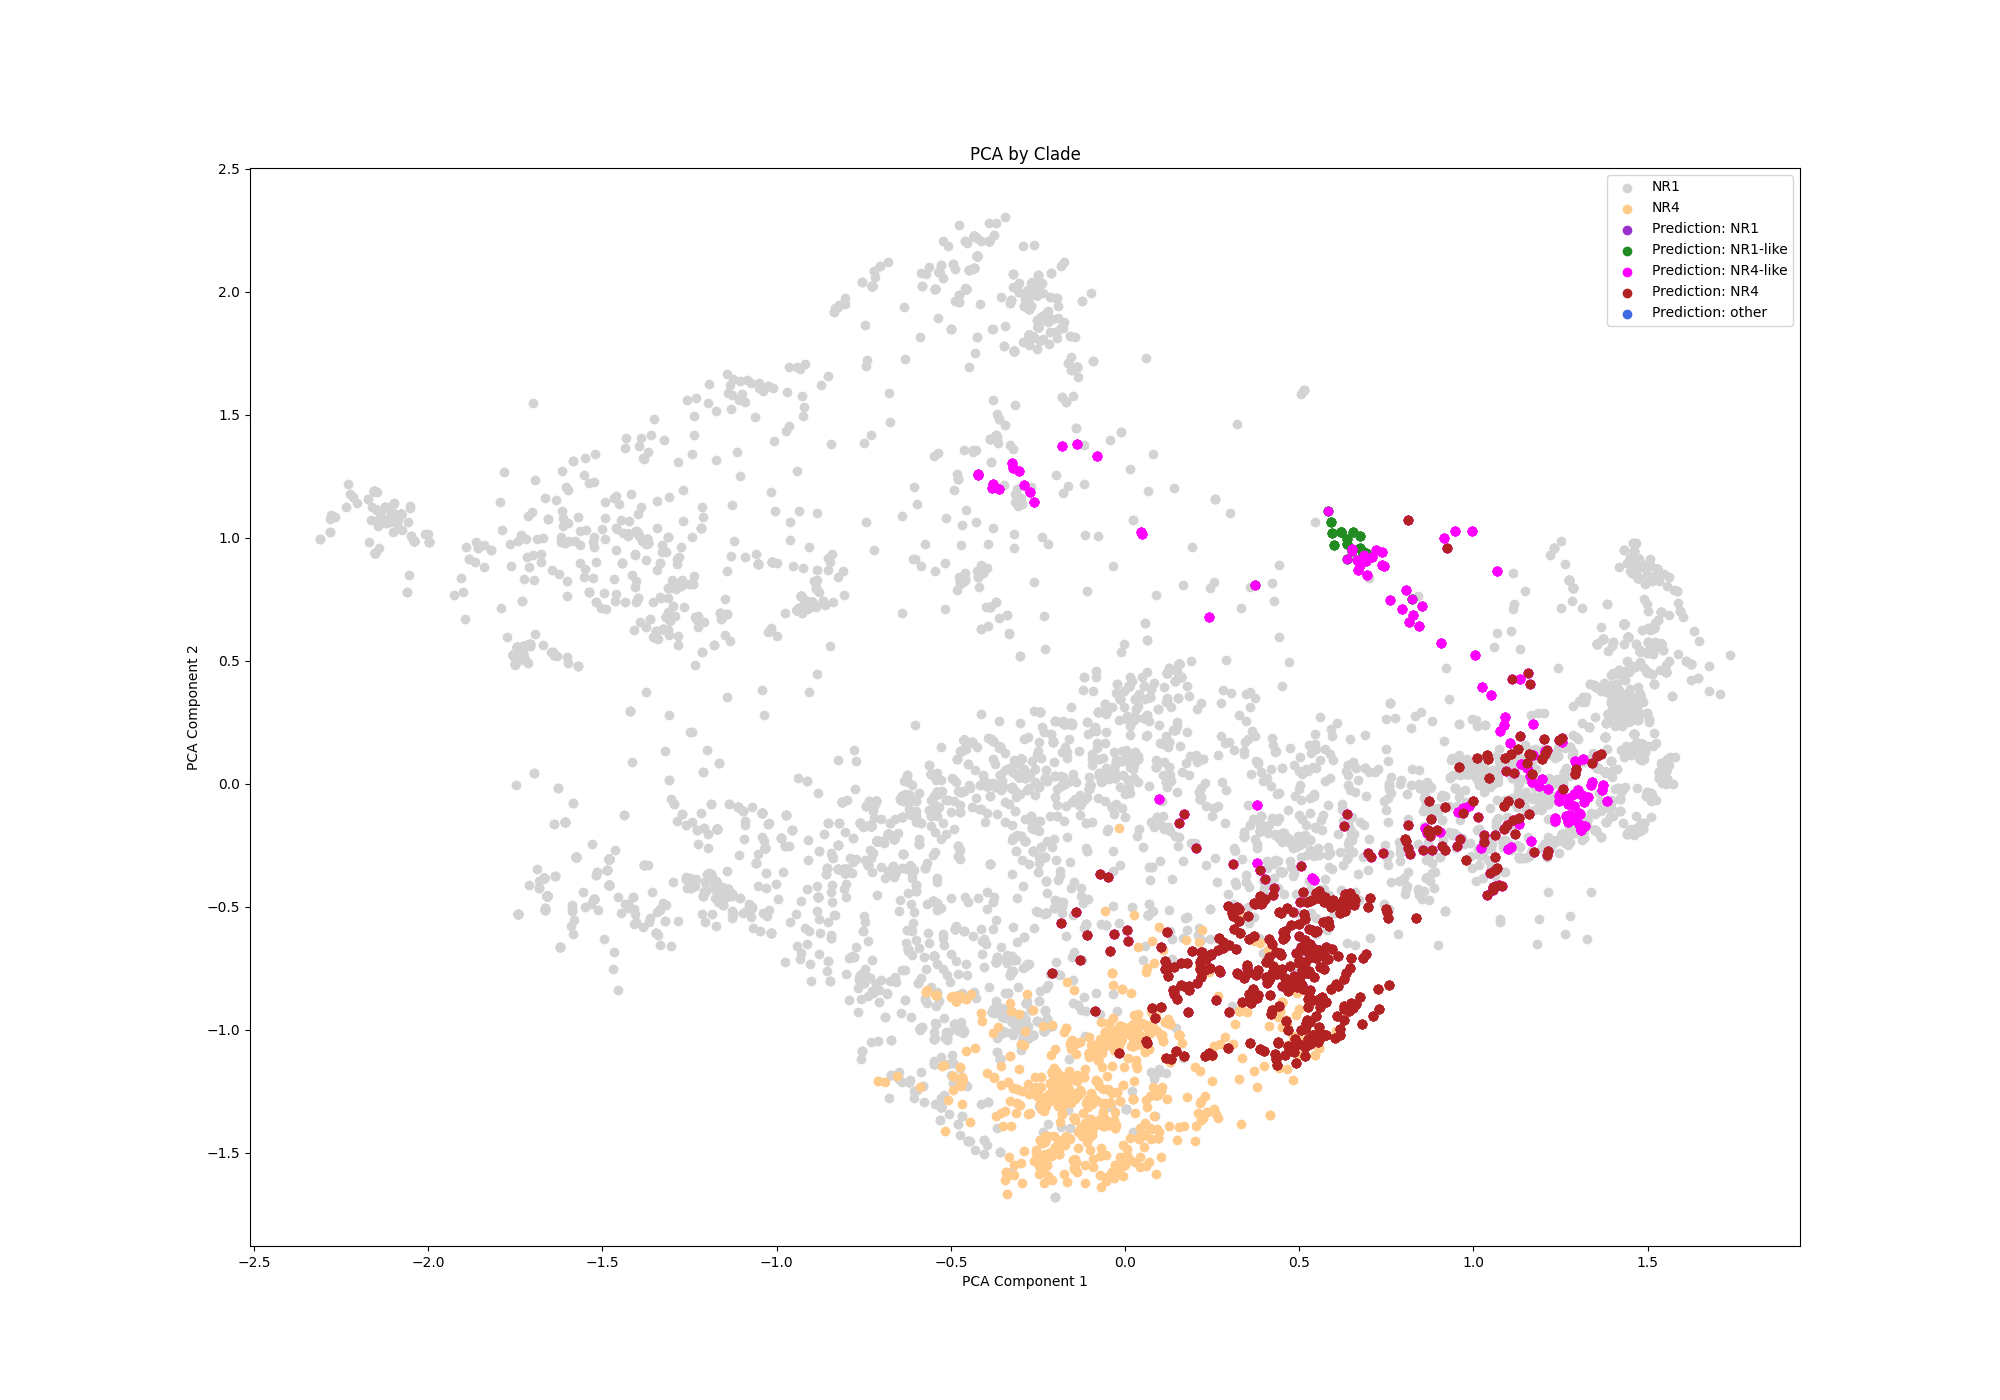 PCA by Clade
2.5
2.0
1.5
1.0
0.5
0.0
−0.5
−1.0
−1.5
PCA Component 2
NR1
NR4
Prediction: NR1
Prediction: NR1-like
Prediction: NR4-like
Prediction: NR4
Prediction: other
−2.5 −2.0 −1.5 −1.0 −0.5 0.0 0.5 1.0 1.5
PCA Component 1